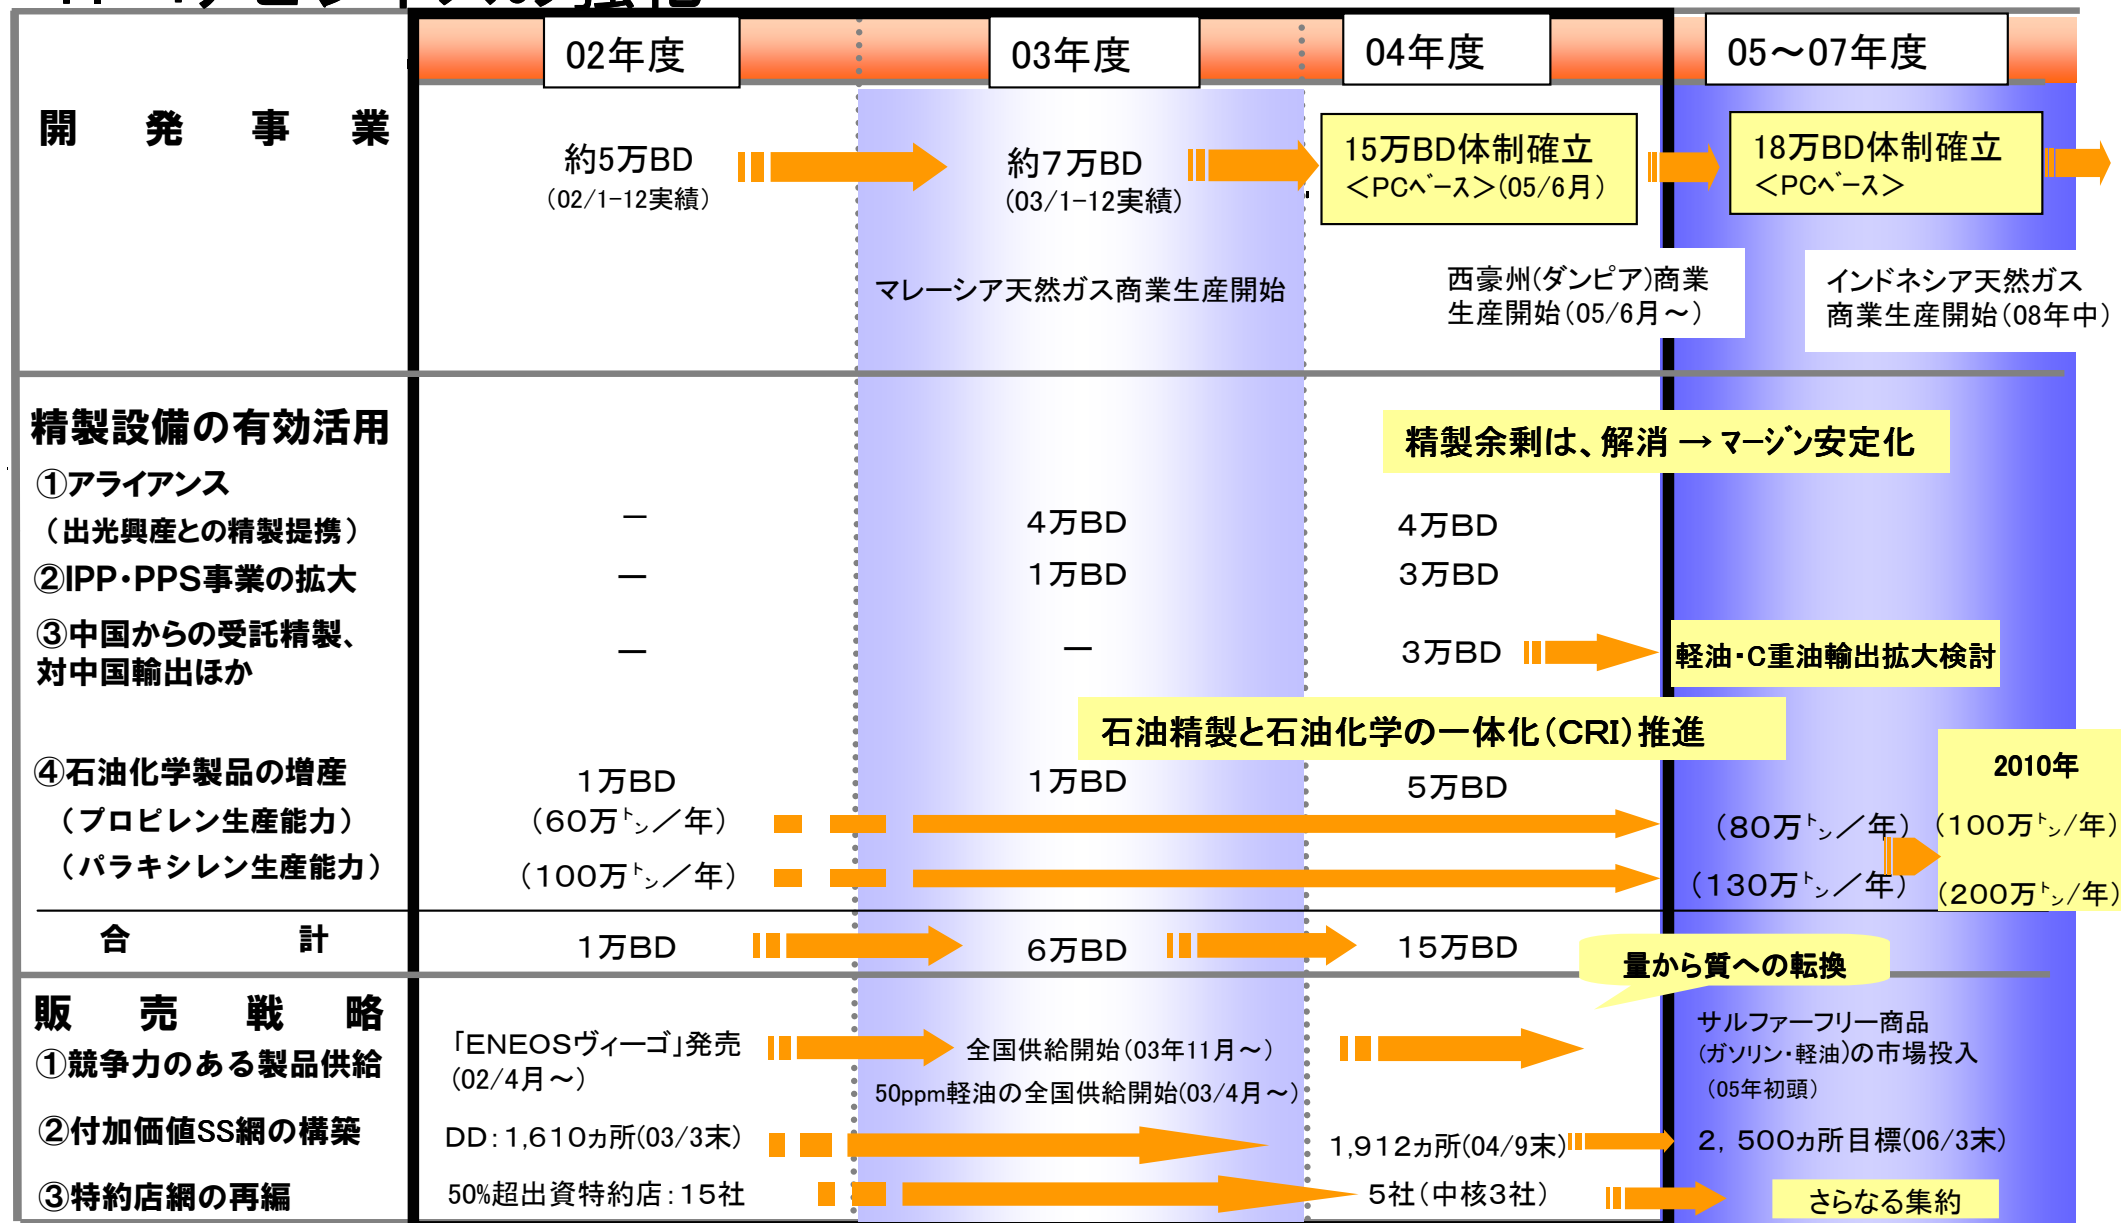 の強化
02年度
03年度
04年度
05～07年度
開発事業
約5万BD
(02/1-12実績)
約7万BD
(03/1-12実績)
15万BD体制確立
＜PCベース＞(05/6月)
18万BD体制確立
＜PCベース＞
マレーシア天然ガス商業生産開始
西豪州(ダンピア)商業
生産開始(05/6月～)
インドネシア天然ガス
商業生産開始(08年中)
精製設備の有効活用
精製余剰は、解消 → マージン安定化
①アライアンス
（出光興産との精製提携）
－
4万BD
4万BD
②IPP・PPS事業の拡大
－
1万BD
3万BD
③中国からの受託精製、
対中国輸出ほか
－
－
3万BD
軽油・C重油輸出拡大検討
石油精製と石油化学の一体化（CRI）推進
④石油化学製品の増産
1万BD
1万BD
5万BD
2010年
（プロピレン生産能力）
（60万トン／年）
（80万トン／年）
（100万トン/年）
（パラキシレン生産能力）
（100万トン／年）
（130万トン／年）
（200万トン/年）
合計
1万BD
6万BD
15万BD
量から質への転換
販売戦略
①競争力のある製品供給
「ENEOSヴィーゴ」発売
(02/4月～)
全国供給開始(03年11月～)
50ppm軽油の全国供給開始(03/4月～)
サルファーフリー商品
(ガソリン・軽油)の市場投入
(05年初頭)
②付加価値SS網の構築
DD：1,610ヵ所(03/3末)
1,912ヵ所(04/9末)
2，500ヵ所目標(06/3末)
③特約店網の再編
50%超出資特約店：15社
5社（中核3社）
さらなる集約